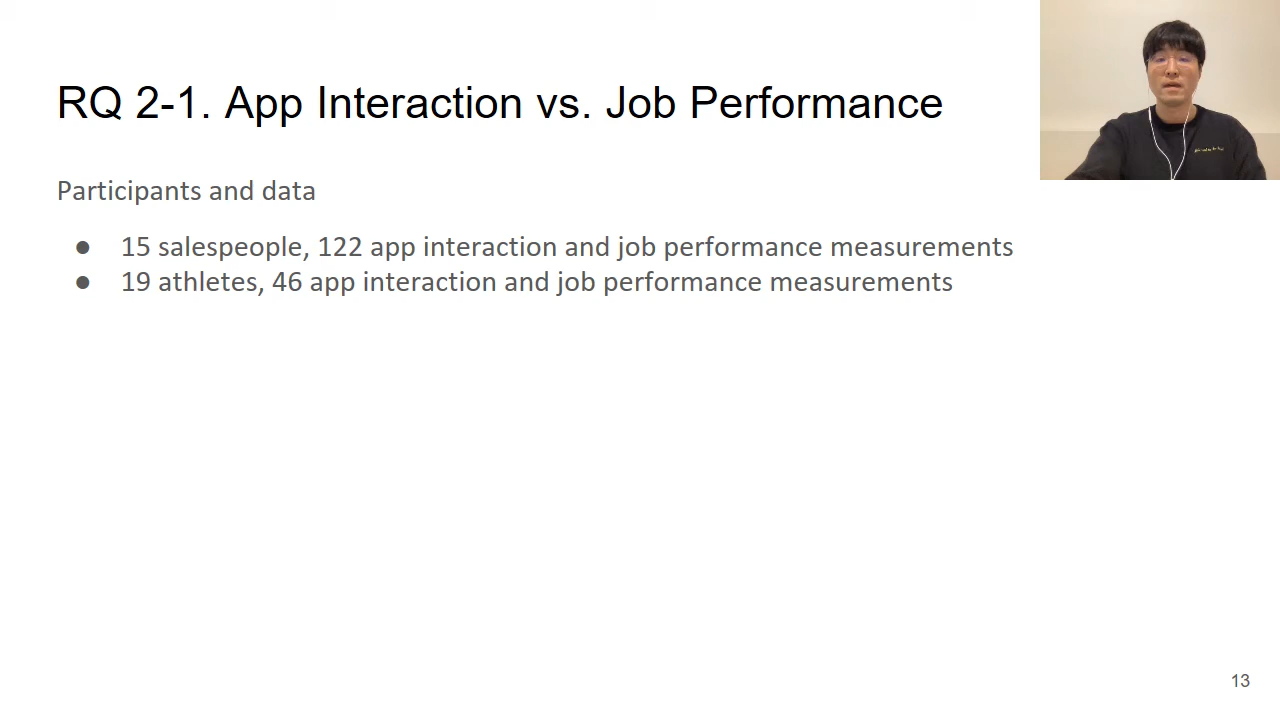 RQ 2-1. App Interaction vs. Job Performance
Participants and data
● 15 salespeople, 122 app interaction and job performance measurements
● 19 athletes, 46 app interaction and job performance measurements
13